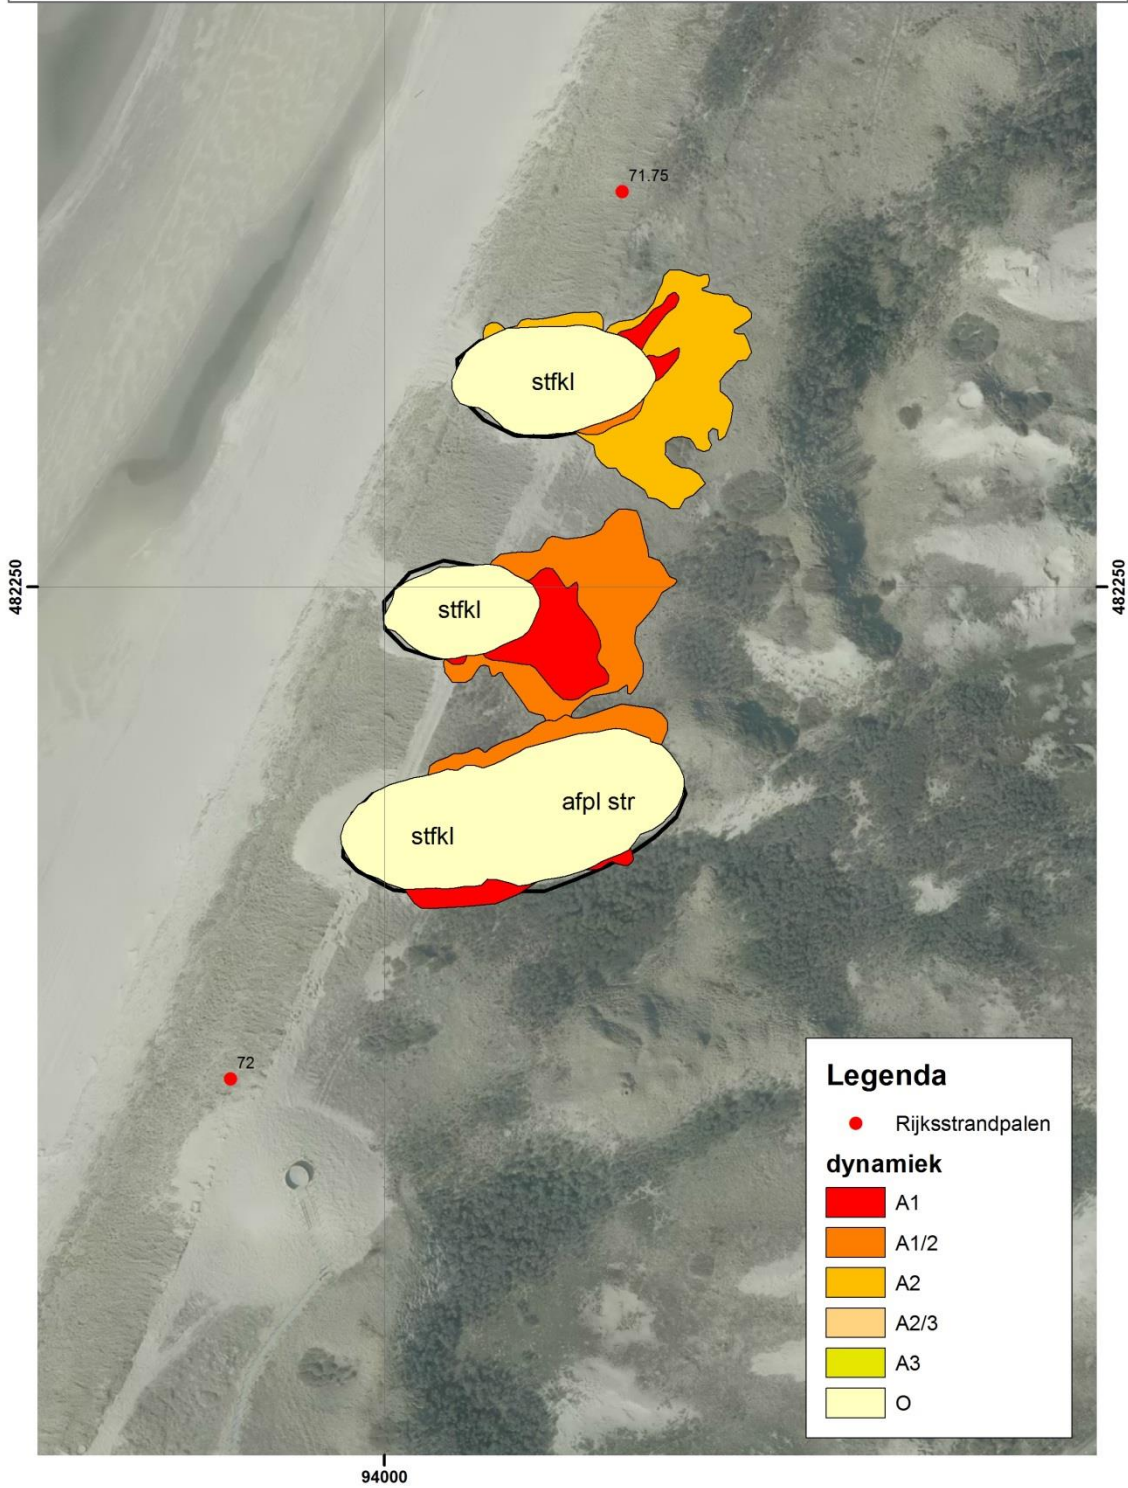 71.75
stfkl
482250
482250
stfkl
afpl str
stfkl
72
Legenda
Rijksstrandpalen
dynamiek
A1
A1/2
A2
A2/3
A3
O
94000